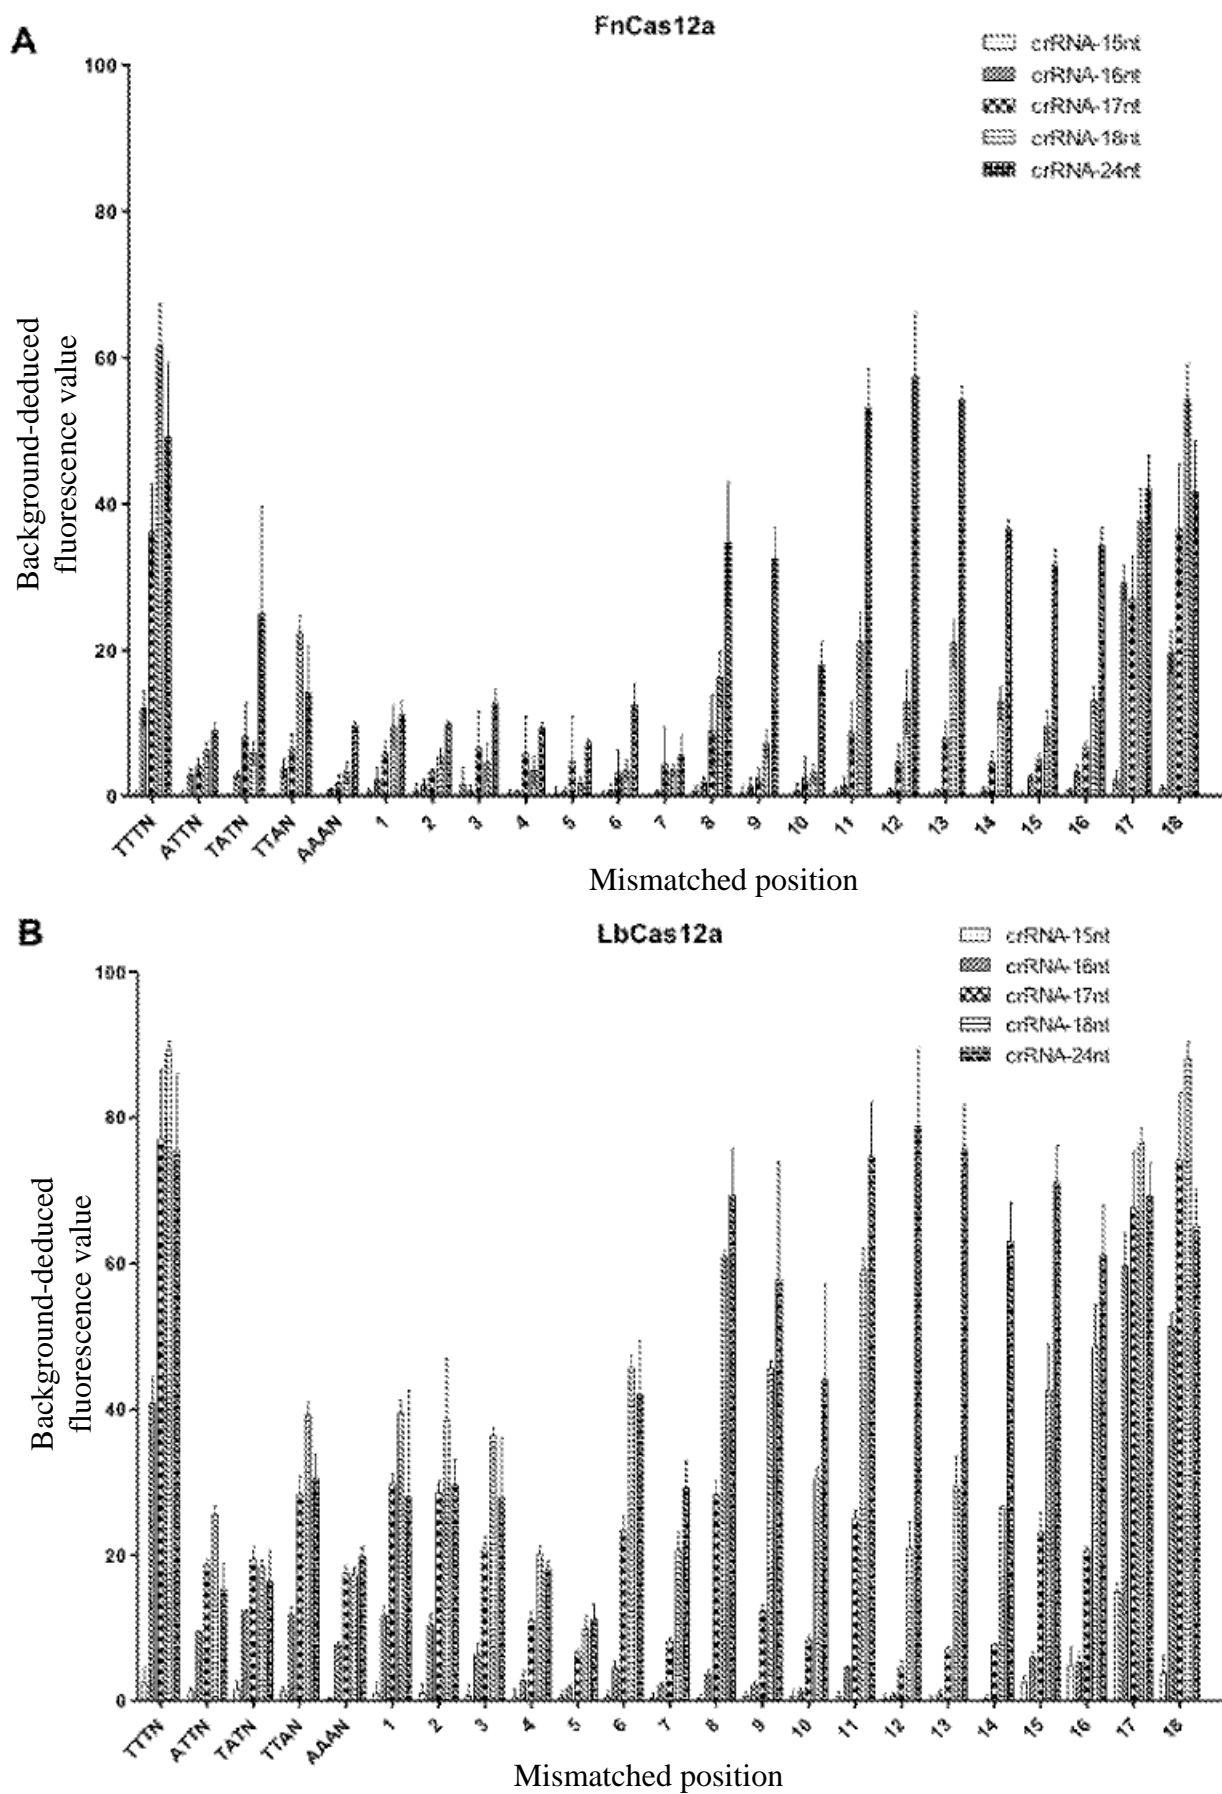 A
FnCas12a
crRNA-15nt
crRNA-16nt
crRNA-17nt
crRNA-18nt
crRNA-24nt
100
80
60
40
20
0
Background-deduced
fluorescence value
TTTN ATTN TATN TTAN AAAN 1 2 3 4 5 6 7 8 9 10 11 12 13 14 15 16 17 18
Mismatched position
B
LbCas12a
crRNA-15nt
crRNA-16nt
crRNA-17nt
crRNA-18nt
crRNA-24nt
100
80
60
40
20
0
Background-deduced
fluorescence value
TTTN ATTN TATN TTAN AAAN 1 2 3 4 5 6 7 8 9 10 11 12 13 14 15 16 17 18
Mismatched position